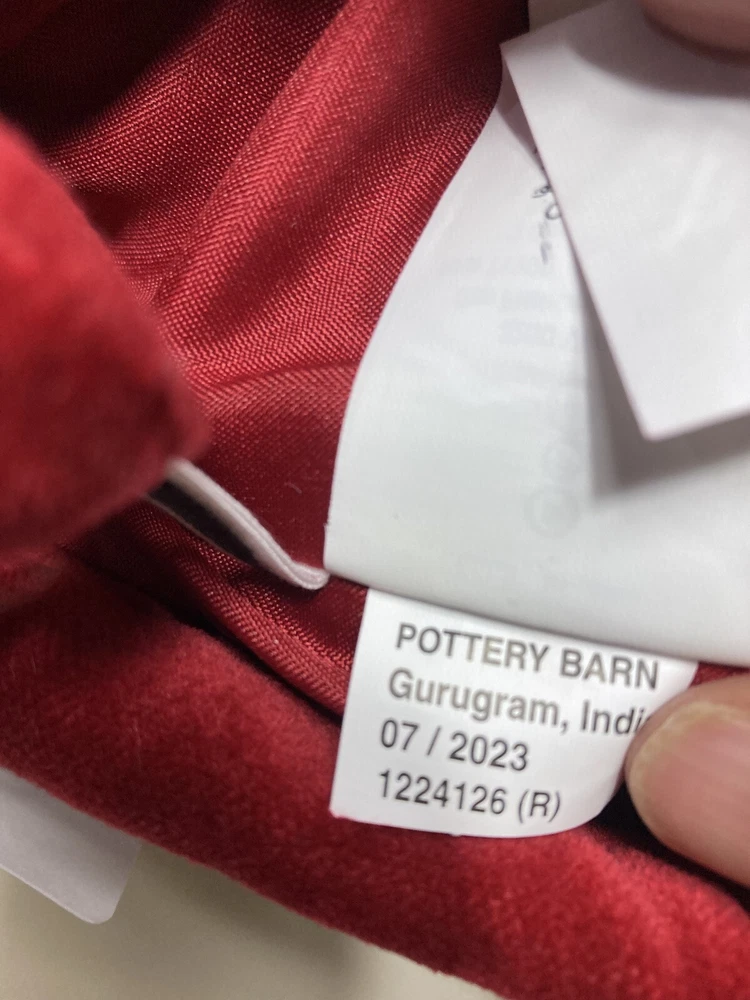 POTTERY BARN
Gurugram, Indi
07 / 2023
1224126 (R)